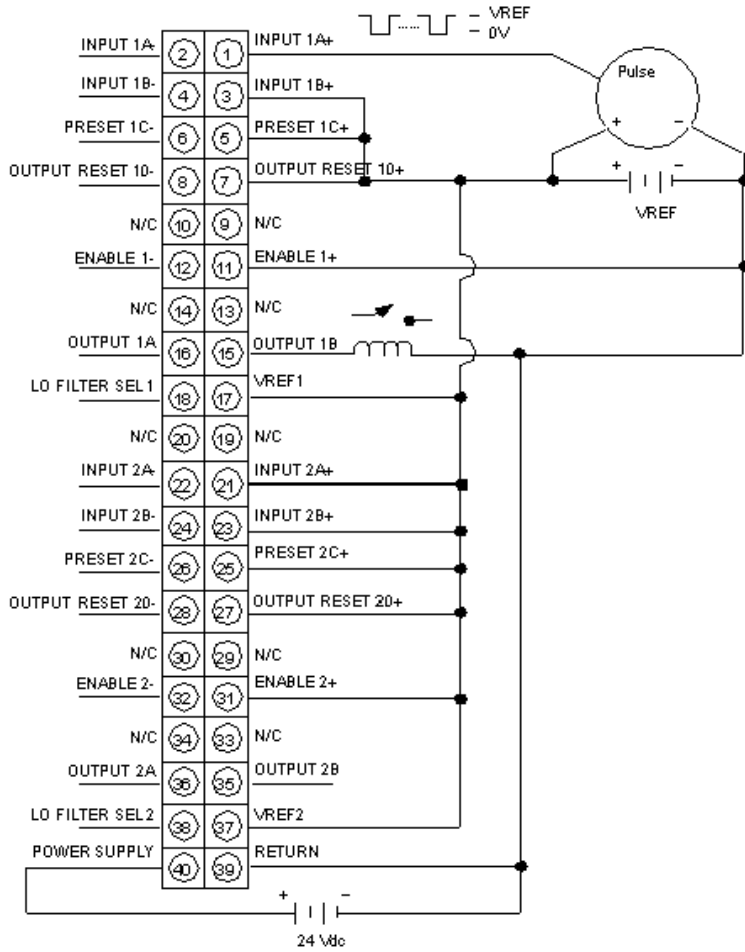 VREF
0V
INPUT 1A- 2 1 INPUT 1A+
Pulse
+ −
INPUT 1B- 4 3 INPUT 1B+
PRESET 1C- 6 5 PRESET 1C+
OUTPUT RESET 10- 8 7 OUTPUT RESET 10+
+ −
VREF
N/C 10 9 N/C
ENABLE 1- 12 11 ENABLE 1+
N/C 14 13 N/C
OUTPUT 1A 16 15 OUTPUT 1B
LO FILTER SEL1 18 17 VREF1
N/C 20 19 N/C
INPUT 2A- 22 21 INPUT 2A+
INPUT 2B- 24 23 INPUT 2B+
PRESET 2C- 26 25 PRESET 2C+
OUTPUT RESET 20- 28 27 OUTPUT RESET 20+
N/C 30 29 N/C
ENABLE 2- 32 31 ENABLE 2+
N/C 34 33 N/C
OUTPUT 2A 36 35 OUTPUT 2B
LO FILTER SEL2 38 37 VREF2
POWER SUPPLY 40 39 RETURN
+ −
24 Vdc